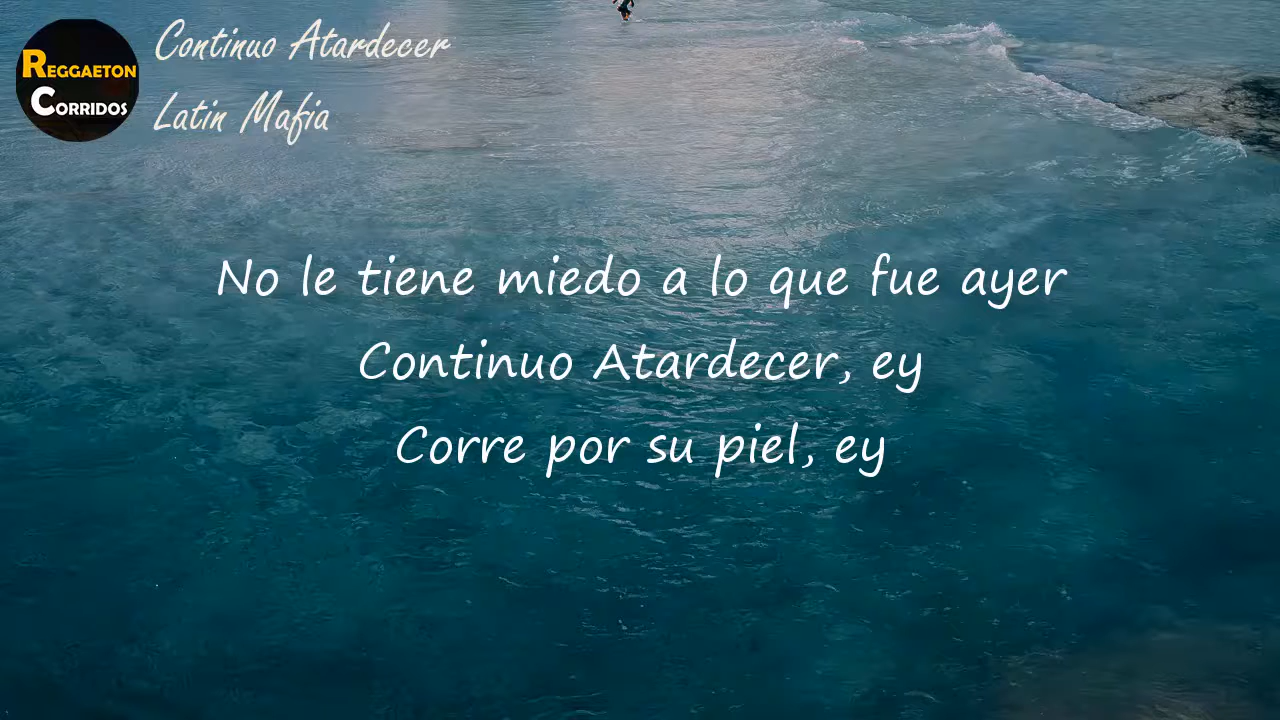 REGGAETON
CORRIDOS
Continuo Atardecer
Latin Mafia
No le tiene miedo a lo que fue ayer
Continuo Atardecer, ey
Corre por su piel, ey